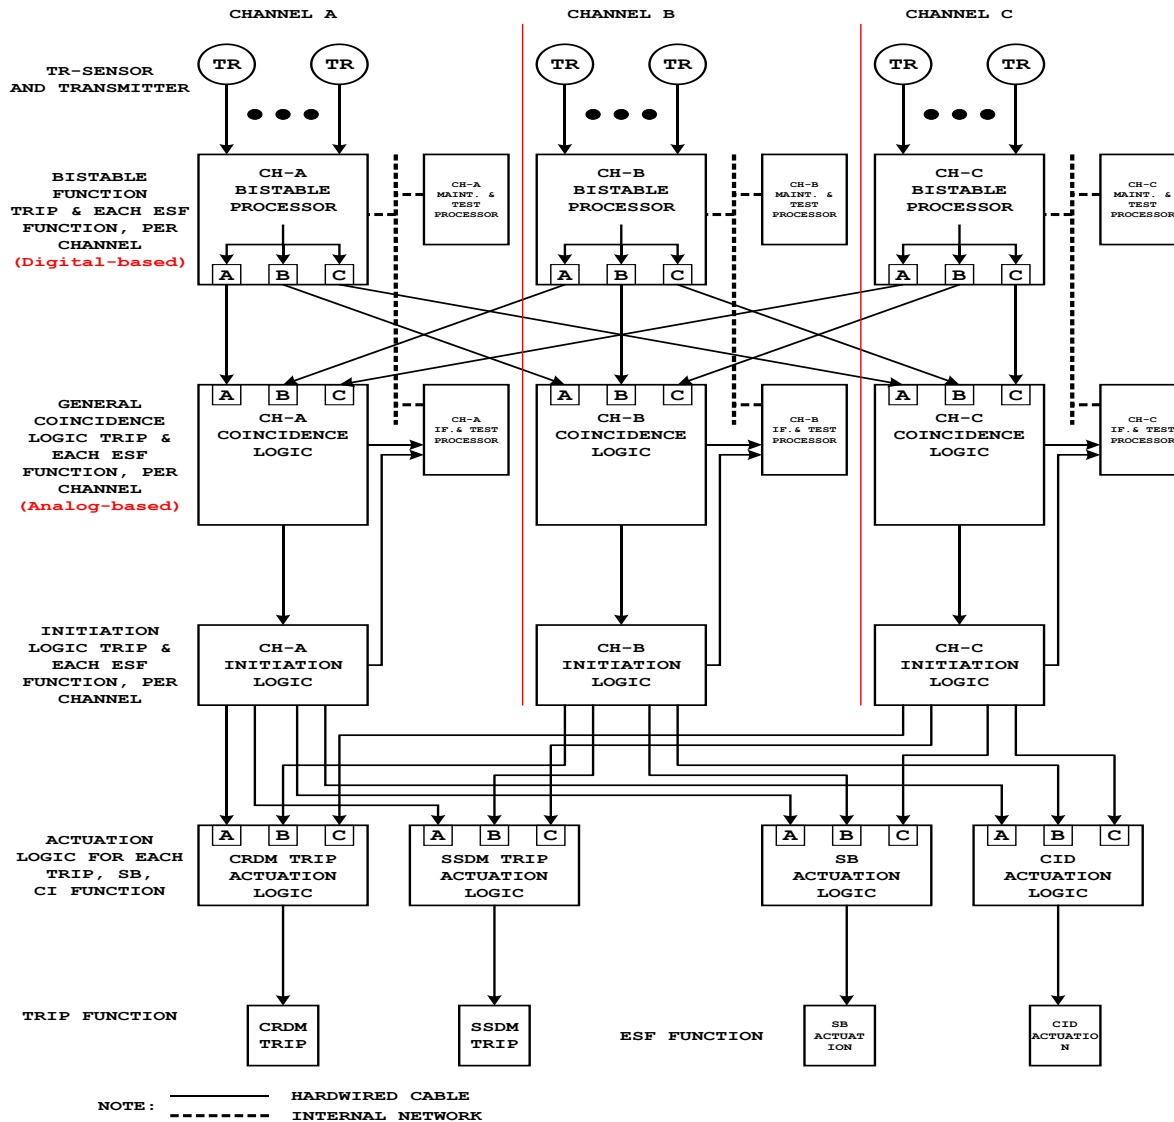 CHANNEL A
CHANNEL B
CHANNEL C
TR-SENSOR
AND TRANSMITTER
TR
TR
TR
TR
TR
TR
BISTABLE
FUNCTION
TRIP & EACH ESF
FUNCTION, PER
CHANNEL
(Digital-based)
CH-A
BISTABLE
PROCESSOR
A
B
C
CH-A
MAINT. &
TEST
PROCESSOR
CH-B
BISTABLE
PROCESSOR
A
B
C
CH-B
MAINT. &
TEST
PROCESSOR
CH-C
BISTABLE
PROCESSOR
A
B
C
CH-C
MAINT. &
TEST
PROCESSOR
GENERAL
COINCIDENCE
LOGIC TRIP &
EACH ESF
FUNCTION, PER
CHANNEL
(Analog-based)
A
B
C
CH-A
COINCIDENCE
LOGIC
CH-A
IF.& TEST
PROCESSOR
A
B
C
CH-B
COINCIDENCE
LOGIC
CH-B
IF.& TEST
PROCESSOR
A
B
C
CH-C
COINCIDENCE
LOGIC
CH-C
IF.& TEST
PROCESSOR
INITIATION
LOGIC TRIP &
EACH ESF
FUNCTION, PER
CHANNEL
CH-A
INITIATION
LOGIC
CH-B
INITIATION
LOGIC
CH-C
INITIATION
LOGIC
ACTUATION
LOGIC FOR EACH
TRIP, SB,
CI FUNCTION
A
B
C
CRDM TRIP
ACTUATION
LOGIC
A
B
C
SSDM TRIP
ACTUATION
LOGIC
A
B
C
SB
ACTUATION
LOGIC
A
B
C
CID
ACTUATION
LOGIC
TRIP FUNCTION
CRDM
TRIP
SSDM
TRIP
ESF FUNCTION
SB
ACTUAT
ION
CID
ACTUATIO
N
NOTE:
HARDWIRED CABLE
INTERNAL NETWORK